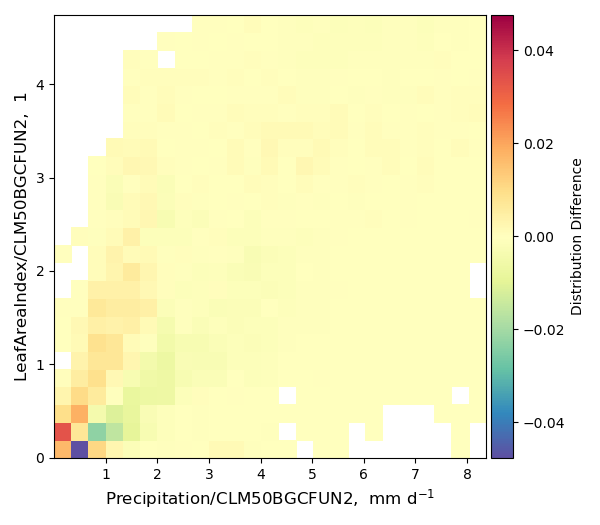 4
3
2
1
0
LeafAreaIndex/CLM50BGCFUN2, 1
1 2 3 4 5 6 7 8
Precipitation/CLM50BGCFUN2, mm d⁻¹
0.04
0.02
0.00
−0.02
−0.04
Distribution Difference